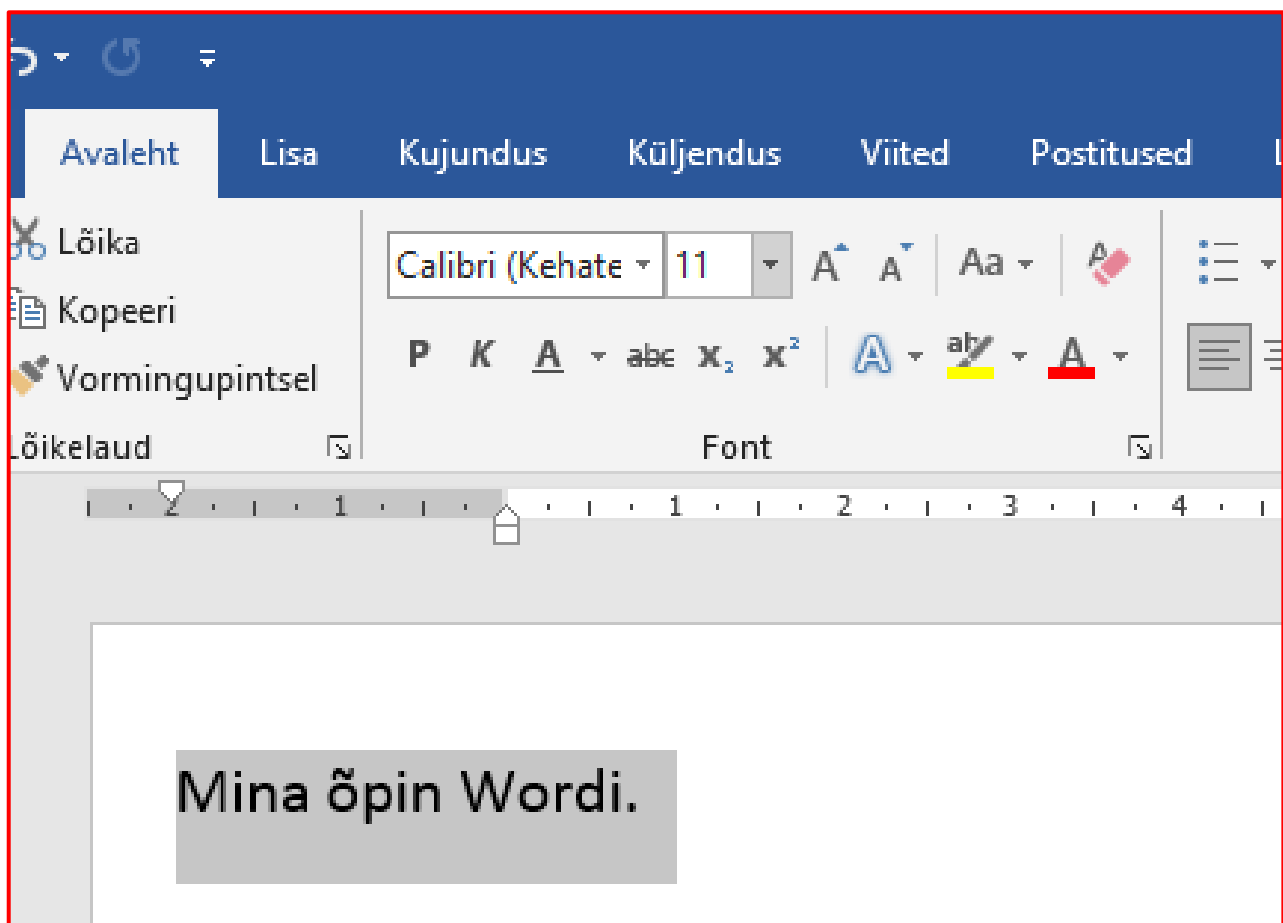 Avaleht Lisa Kujundus Küljendus Viited Postitused
Lõika
Kopeeri
Vormingupintsel
Lõikelaud
Calibri (Kehate 11 Aa
P K A abc x₂ x² A ab A
Font
2 1 1 2 3 4
Mina õpin Wordi.